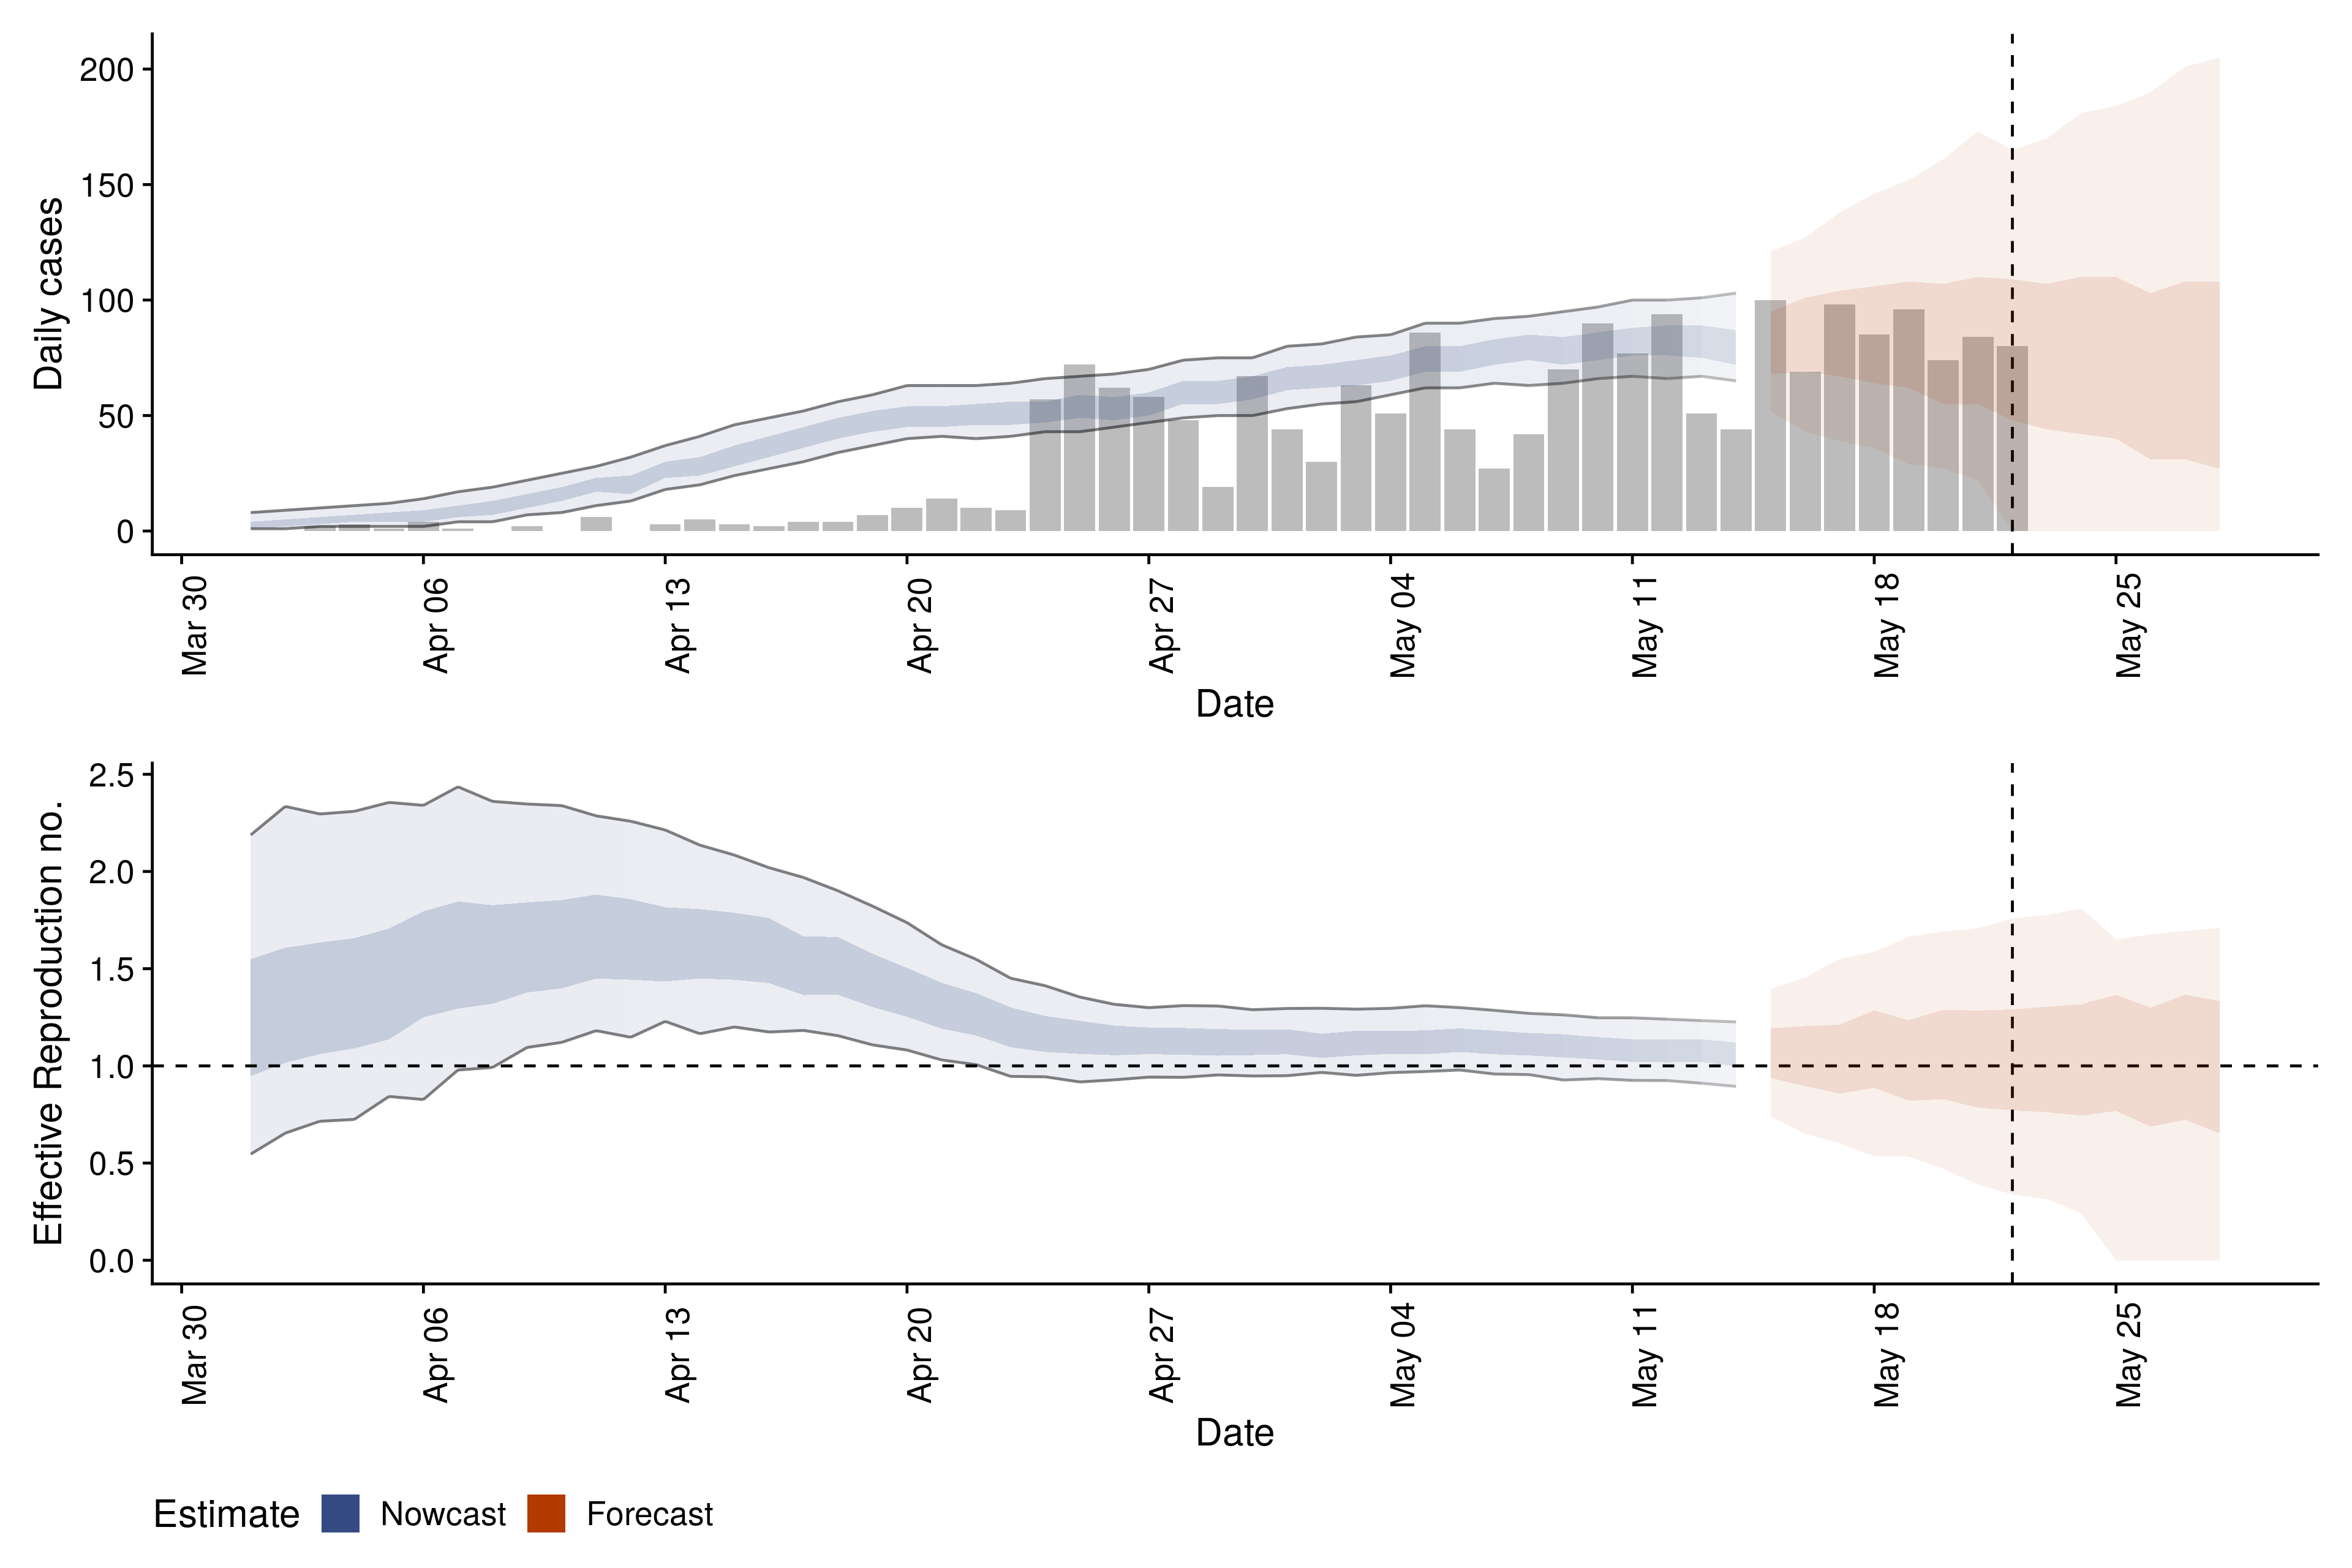 Daily cases
200
150
100
50
0
Mar 30
Apr 06
Apr 13
Apr 20
Apr 27
May 04
May 11
May 18
May 25
Date
Effective Reproduction no.
2.5
2.0
1.5
1.0
0.5
0.0
Mar 30
Apr 06
Apr 13
Apr 20
Apr 27
May 04
May 11
May 18
May 25
Date
Estimate Nowcast Forecast